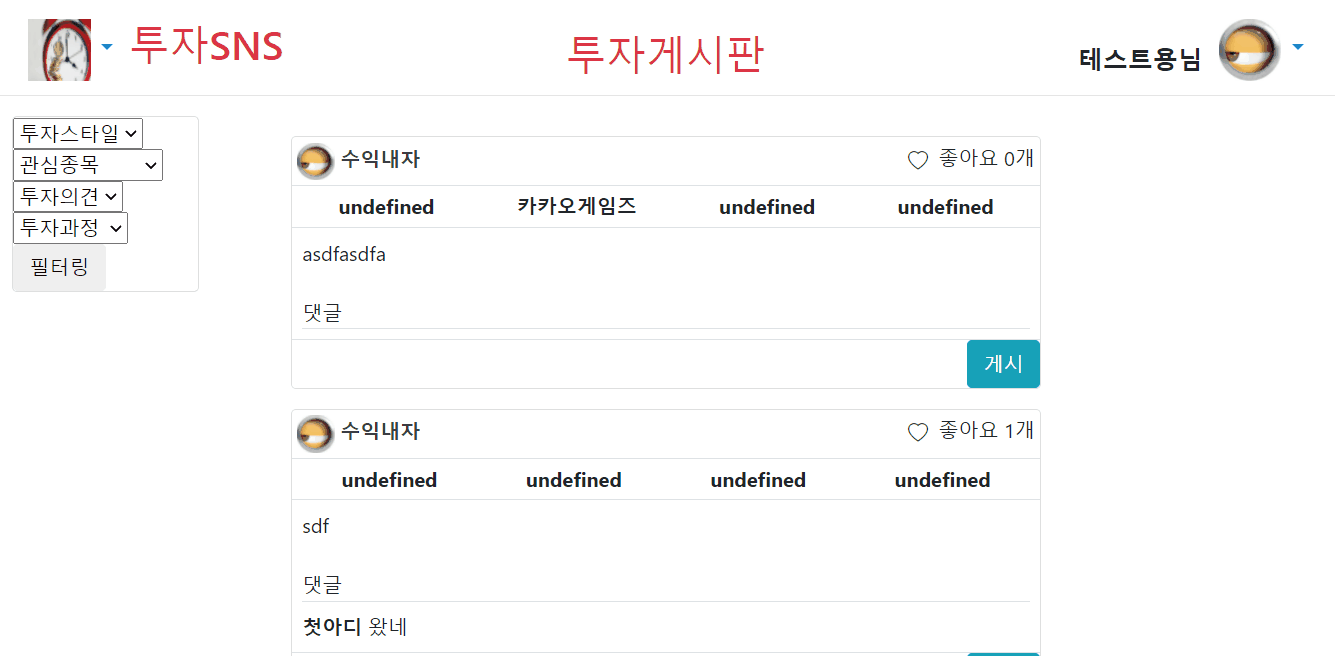 투자SNS
투자게시판
테스트용님
투자스타일
관심종목
투자의견
투자과정
필터링
수익내자
좋아요 0개
undefined 카카오게임즈 undefined undefined
asdfasdfa
댓글
게시
수익내자
좋아요 1개
undefined undefined undefined undefined
sdf
댓글
첫아디 왔네